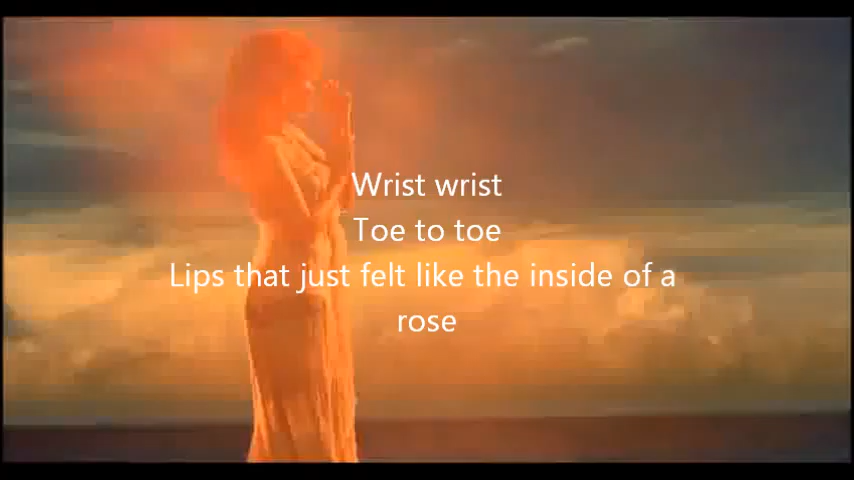 Wrist wrist
Toe to toe
Lips that just felt like the inside of a
rose